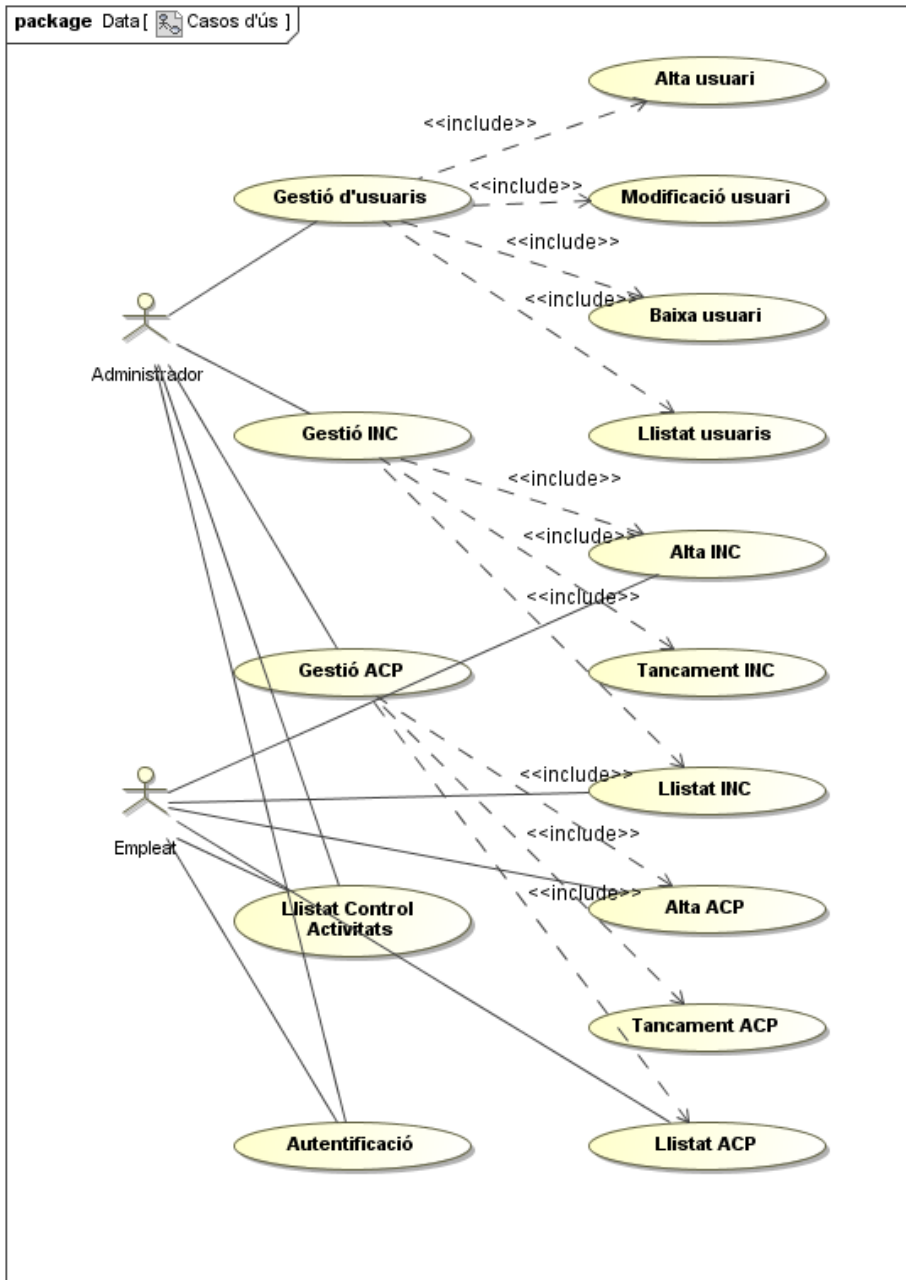 package Data [ Casos d'ús ]
Alta usuari
<<include>>
Gestió d'usuaris
<<include>>
Modificació usuari
<<include>>
<<include>>
Baixa usuari
Administrador
Gestió INC
Llistat usuaris
<<include>>
<<include>>
Alta INC
<<include>>
Gestió ACP
Tancament INC
<<include>>
Llistat INC
Empleat
<<include>>
<<include>>
Llistat Control
Activitats
Alta ACP
Tancament ACP
Autentificació
Llistat ACP